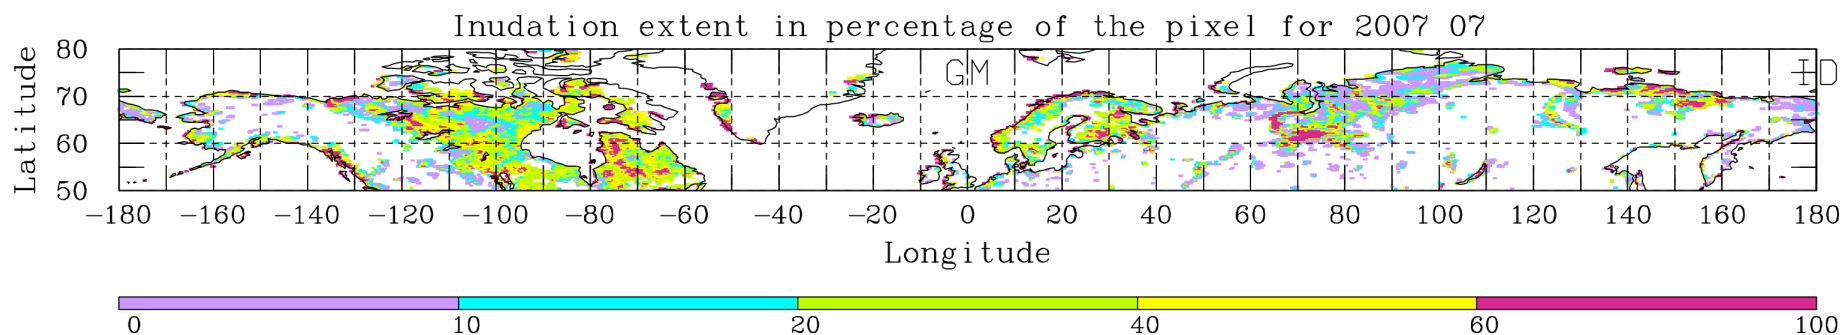 Inudation extent in percentage of the pixel for 2007 07
Latitude
80
70
60
50
GM
ID
−180 −160 −140 −120 −100 −80 −60 −40 −20 0 20 40 60 80 100 120 140 160 180
Longitude
0 10 20 40 60 100